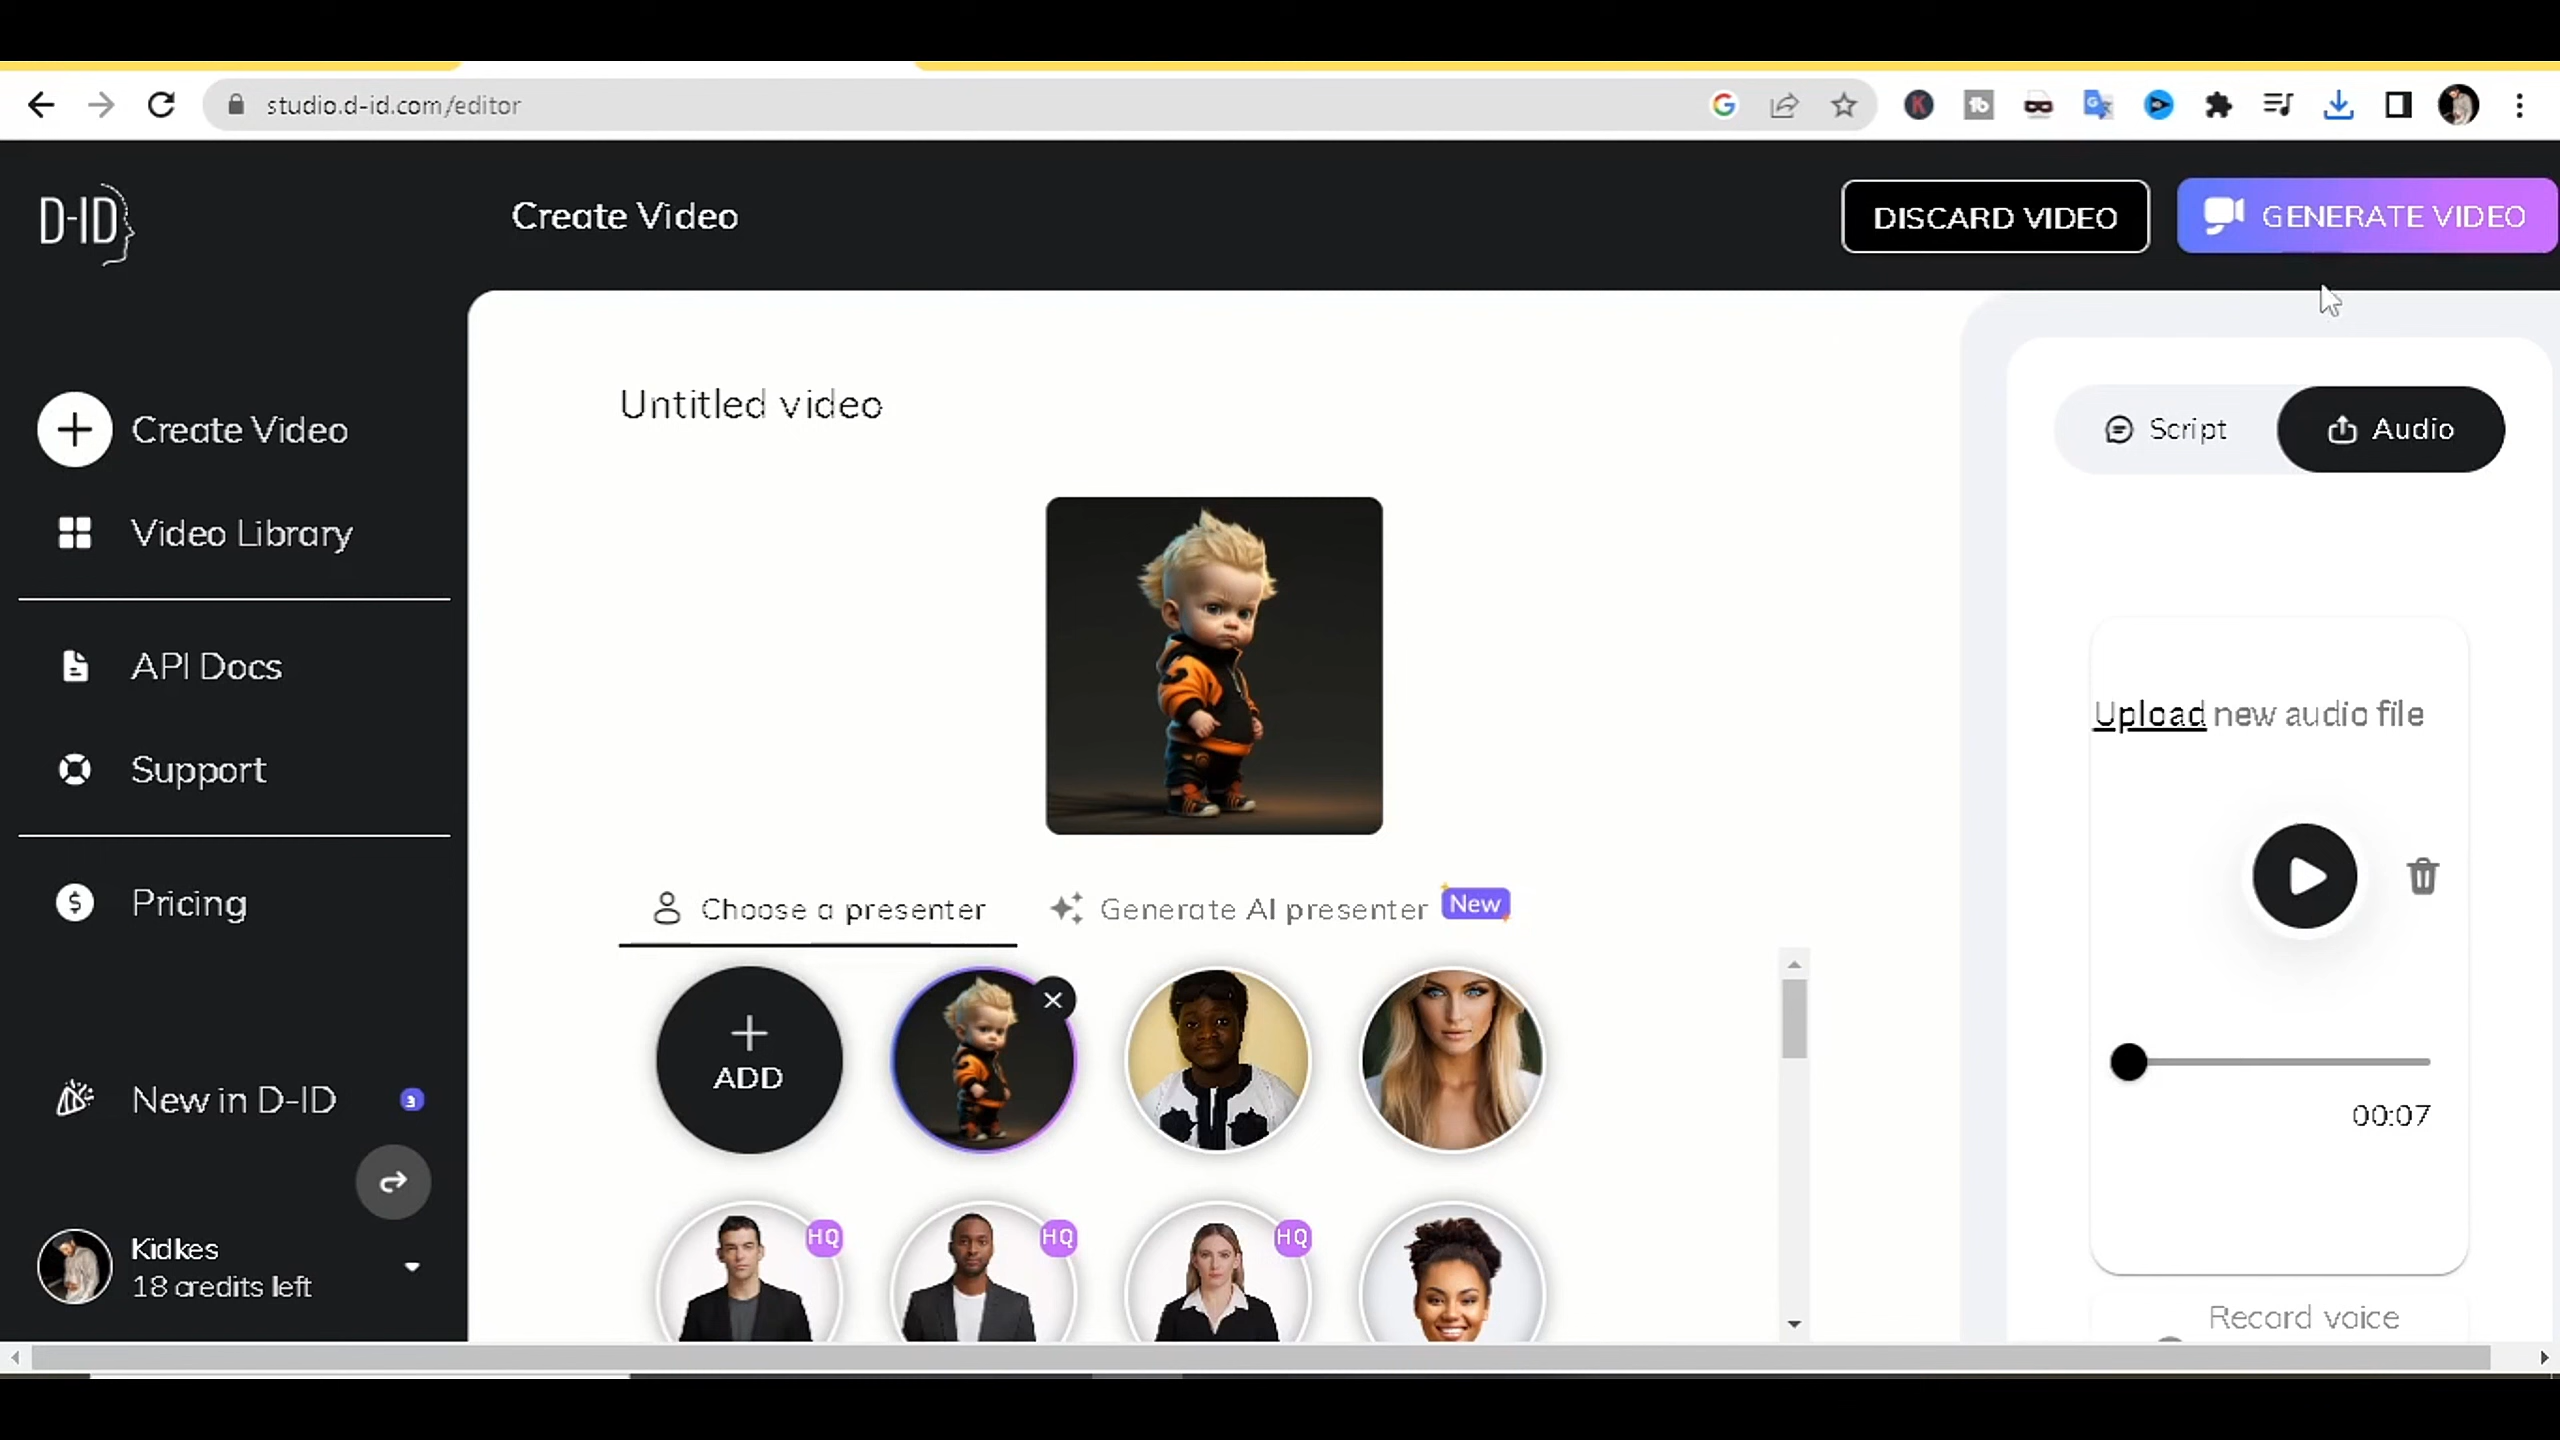 studio.d-id.com/editor
D-ID
Create Video
DISCARD VIDEO
GENERATE VIDEO
Create Video
Video Library
API Docs
Support
Pricing
New in D-ID
3
Kidkes
18 credits left
Untitled video
Choose a presenter
Generate AI presenter
New
ADD
HQ
HQ
HQ
Script
Audio
Upload new audio file
00:07
Record voice